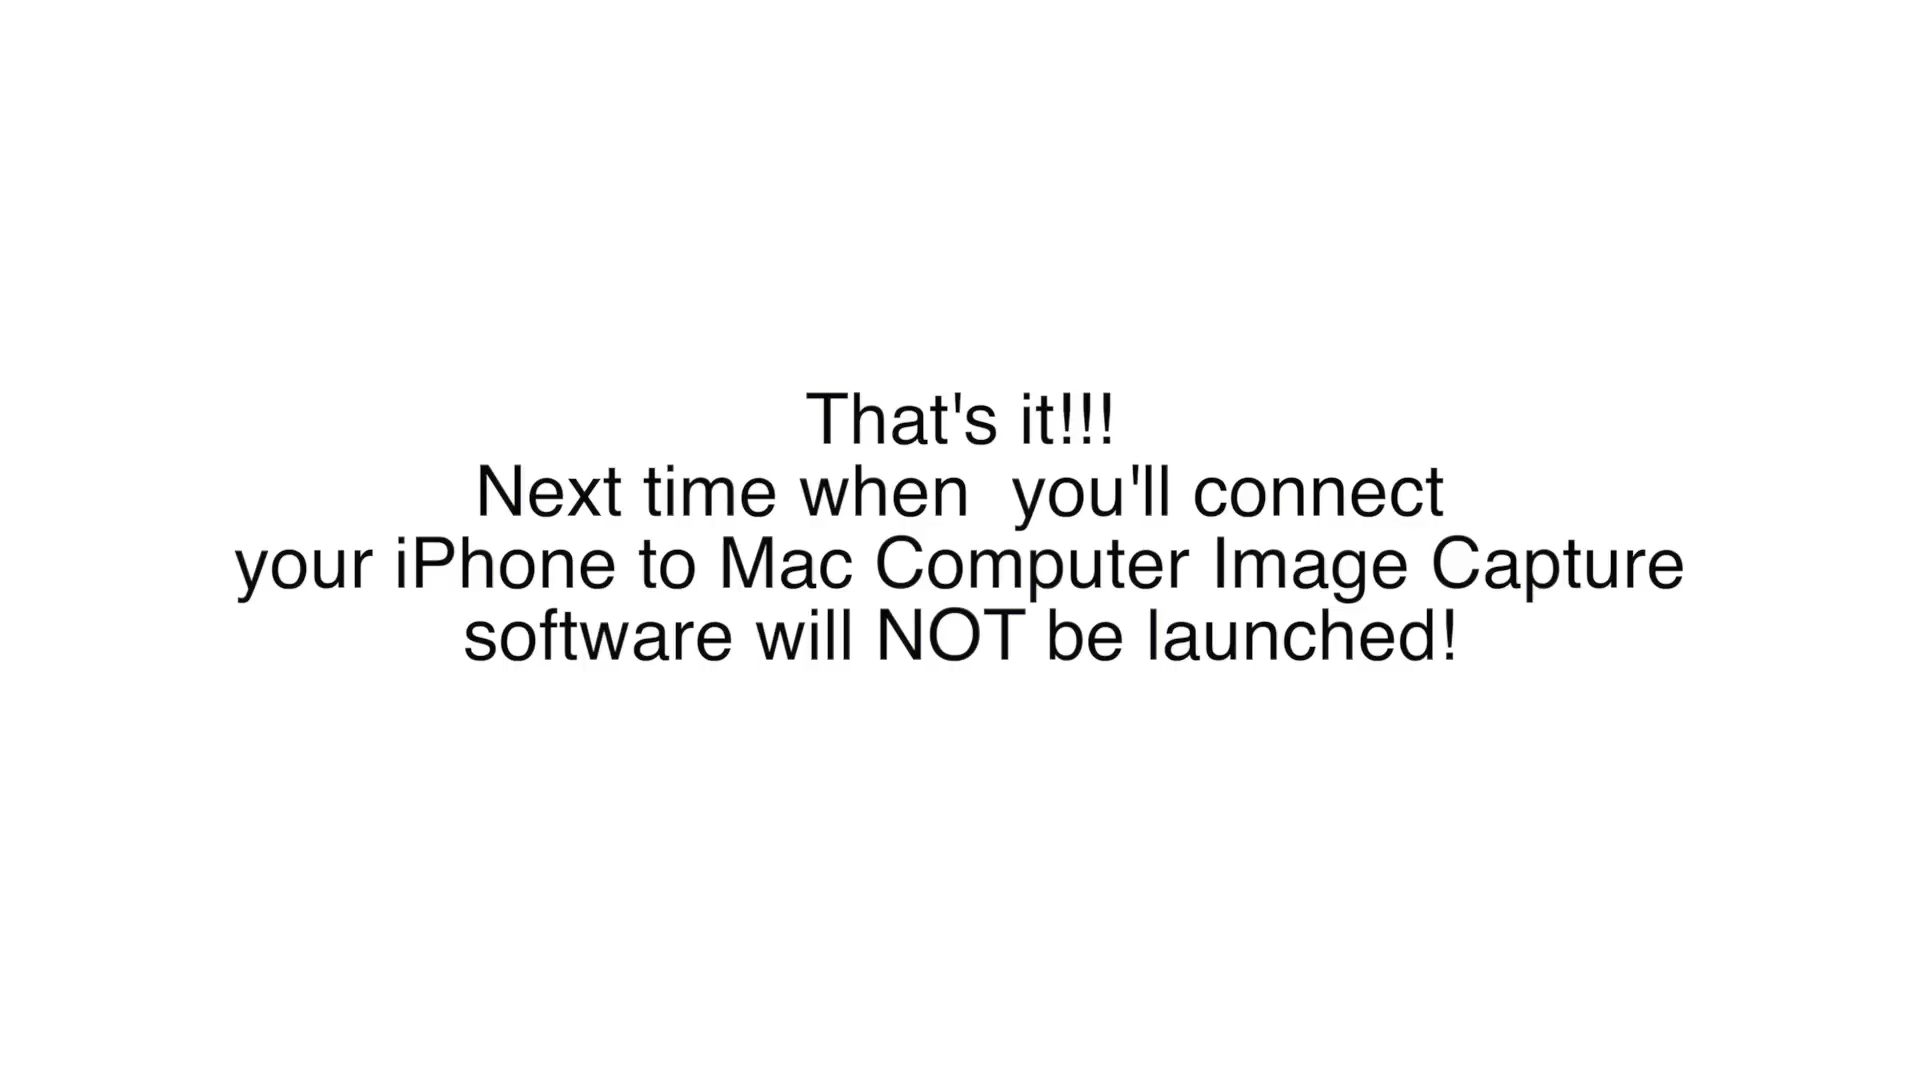 That's it!!!
Next time when  you'll connect
your iPhone to Mac Computer Image Capture
software will NOT be launched!